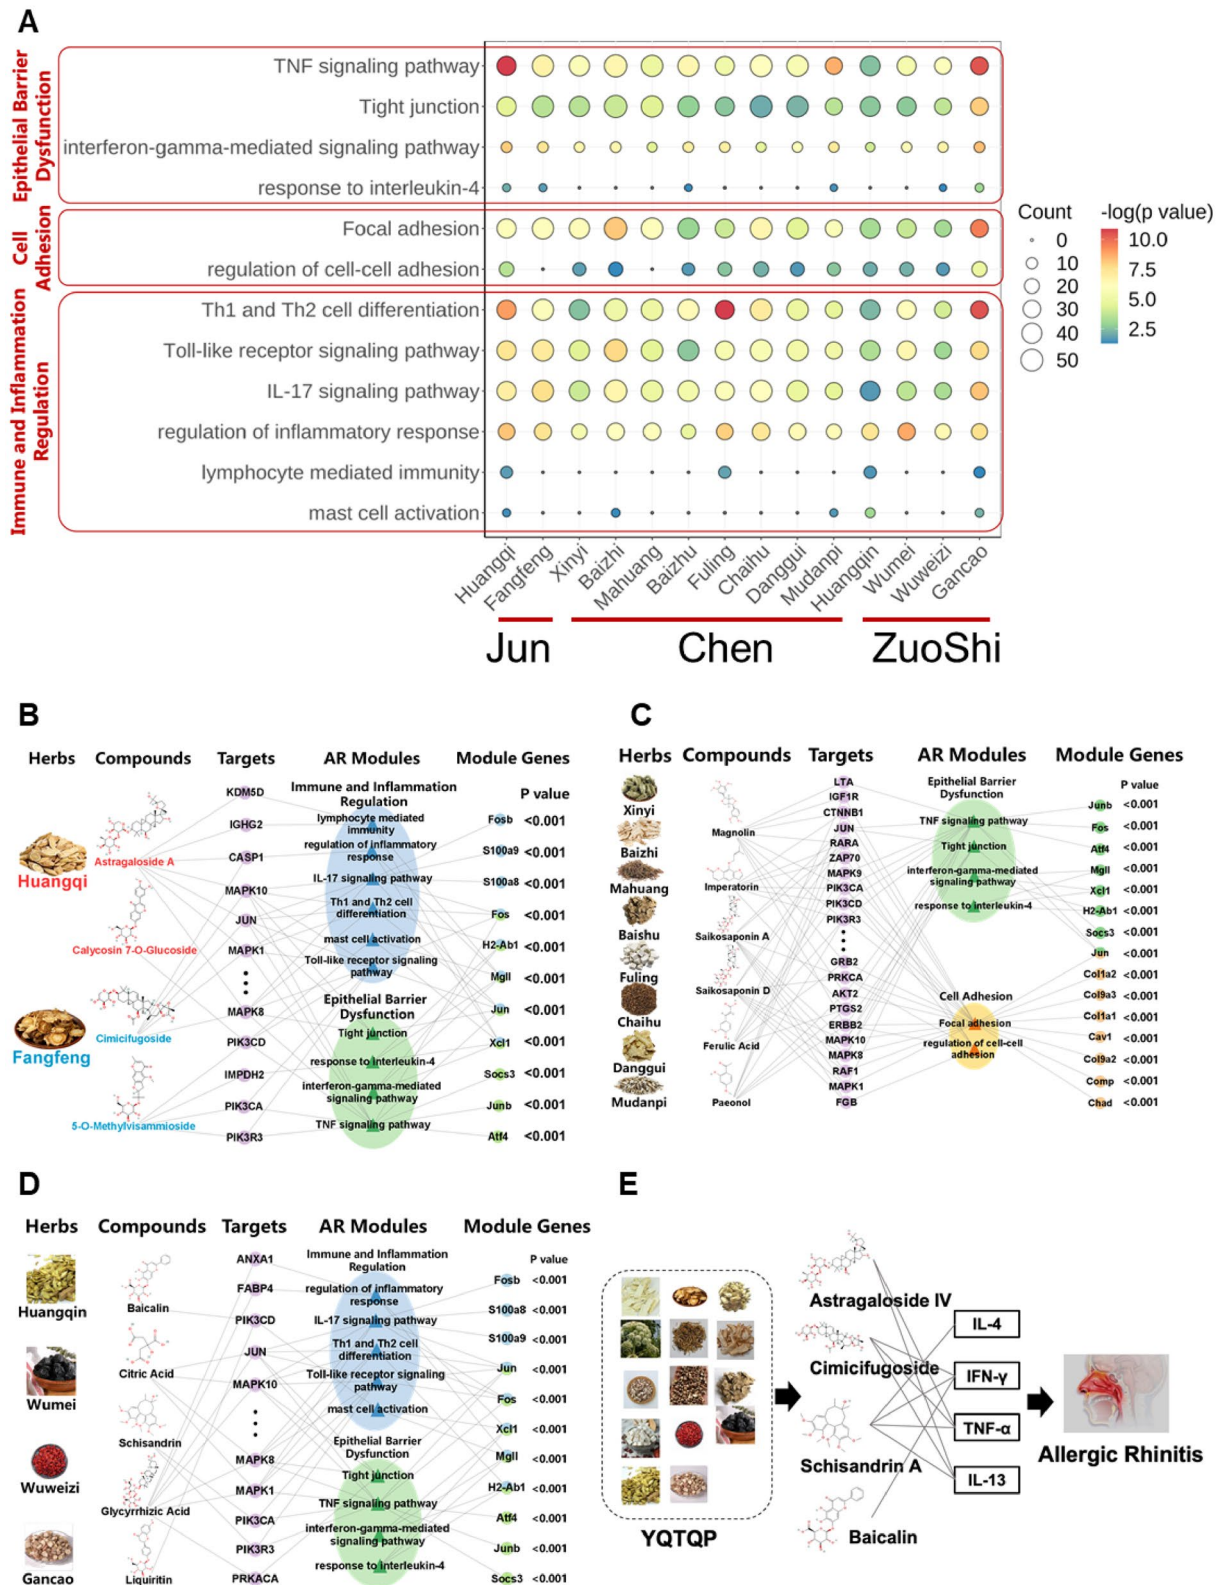 A
Epithelial Barrier
Dysfunction
TNF signaling pathway
Tight junction
interferon-gamma-mediated signaling pathway
response to interleukin-4
Cell
Adhesion
Focal adhesion
regulation of cell-cell adhesion
Immune and Inflammation
Regulation
Th1 and Th2 cell differentiation
Toll-like receptor signaling pathway
IL-17 signaling pathway
regulation of inflammatory response
lymphocyte mediated immunity
mast cell activation
Count
0
10
20
30
40
50
-log(p value)
10.0
7.5
5.0
2.5
Huangqi
Fangfeng
Xinyi
Baizhi
Mahuang
Baizhu
Fuling
Chaihu
Danggui
Mudanpi
Huangqin
Wumei
Wuweizi
Gancao
Jun
Chen
ZuoShi
B
Herbs
Compounds
Targets
AR Modules
Module Genes
Huangqi
Fangfeng
Astragaloside A
Calycosin 7-O-Glucoside
Cimicifugoside
5-O-Methylvisammioside
KDM5D
IGHG2
CASP1
MAPK10
JUN
MAPK1
MAPK8
PIK3CD
IMPDH2
PIK3CA
PIK3R3
Immune and Inflammation
Regulation
lymphocyte mediated
immunity
regulation of inflammatory
response
IL-17 signaling pathway
Th1 and Th2 cell
differentiation
mast cell activation
Toll-like receptor signaling
pathway
Epithelial Barrier
Dysfunction
Tight junction
response to interleukin-4
interferon-gamma-mediated
signaling pathway
TNF signaling pathway
P value
Fosb <0.001
S100a9 <0.001
S100a8 <0.001
Fos <0.001
H2-Ab1 <0.001
Mgll <0.001
Jun <0.001
Xcl1 <0.001
Socs3 <0.001
Junb <0.001
Atf4 <0.001
C
Herbs
Compounds
Targets
AR Modules
Module Genes
Xinyi
Baizhi
Mahuang
Baishu
Fuling
Chaihu
Danggui
Mudanpi
Magnolin
Imperatorin
Saikosaponin A
Saikosaponin D
Ferulic Acid
Paeonol
LTA
IGF1R
CTNNB1
JUN
RARA
ZAP70
MAPK9
PIK3CA
PIK3CD
PIK3R3
GRB2
PRKCA
AKT2
PTGS2
ERBB2
MAPK10
MAPK8
RAF1
MAPK1
FGB
Epithelial Barrier
Dysfunction
TNF signaling pathway
Tight junction
interferon-gamma-mediated
signaling pathway
response to interleukin-4
Cell Adhesion
Focal adhesion
regulation of cell-cell
adhesion
P value
Junb <0.001
Fos <0.001
Atf4 <0.001
Mgll <0.001
Xcl1 <0.001
H2-Ab1 <0.001
Socs3 <0.001
Jun <0.001
Col1a2 <0.001
Col9a3 <0.001
Col1a1 <0.001
Cav1 <0.001
Col9a2 <0.001
Comp <0.001
Chad <0.001
D
Herbs
Compounds
Targets
AR Modules
Module Genes
Huangqin
Wumei
Wuweizi
Gancao
Baicalin
Citric Acid
Schisandrin
Glycyrrhizic Acid
Liquiritin
ANXA1
FABP4
PIK3CD
JUN
MAPK10
MAPK8
MAPK1
PIK3CA
PIK3R3
PRKACA
Immune and Inflammation
Regulation
regulation of inflammatory
response
IL-17 signaling pathway
Th1 and Th2 cell
differentiation
Toll-like receptor signaling
pathway
mast cell activation
Epithelial Barrier
Dysfunction
Tight junction
TNF signaling pathway
interferon-gamma-mediated
signaling pathway
response to interleukin-4
P value
Fosb <0.001
S100a8 <0.001
S100a9 <0.001
Jun <0.001
Fos <0.001
Xcl1 <0.001
Mgll <0.001
H2-Ab1 <0.001
Atf4 <0.001
Junb <0.001
Socs3 <0.001
E
YQTQP
Astragaloside IV
Cimicifugoside
Schisandrin A
Baicalin
IL-4
IFN-γ
TNF-α
IL-13
Allergic Rhinitis